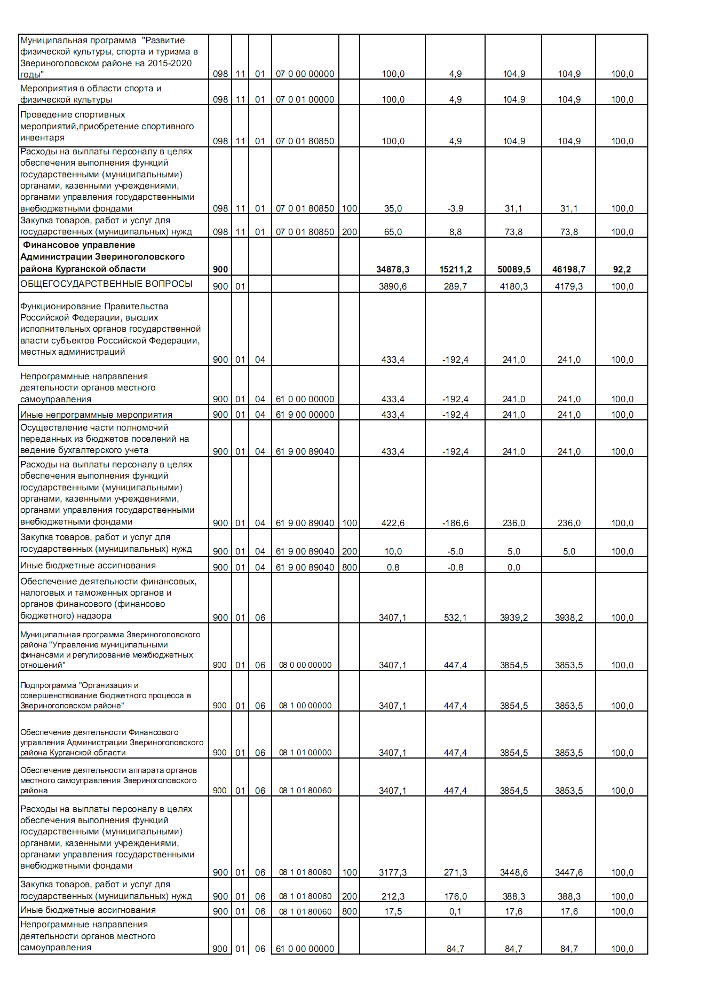 Муниципальная программа "Развитие
физической культуры, спорта и туризма в
Звериноголовском районе на 2015-2020
годы" 098 11 01 07 0 00 00000 100,0 4,9 104,9 104,9 100,0
Мероприятия в области спорта и
физической культуры 098 11 01 07 0 01 00000 100,0 4,9 104,9 104,9 100,0
Проведение спортивных
мероприятий,приобретение спортивного
инвентаря 098 11 01 07 0 01 80850 100,0 4,9 104,9 104,9 100,0
Расходы на выплаты персоналу в целях
обеспечения выполнения функций
государственными (муниципальными)
органами, казенными учреждениями,
органами управления государственными
внебюджетными фондами 098 11 01 07 0 01 80850 100 35,0 -3,9 31,1 31,1 100,0
Закупка товаров, работ и услуг для
государственных (муниципальных) нужд 098 11 01 07 0 01 80850 200 65,0 8,8 73,8 73,8 100,0
Финансовое управление
Администрации Звериноголовского
района Курганской области 900 34878,3 15211,2 50089,5 46198,7 92,2
ОБЩЕГОСУДАРСТВЕННЫЕ ВОПРОСЫ 900 01 3890,6 289,7 4180,3 4179,3 100,0
Функционирование Правительства
Российской Федерации, высших
исполнительных органов государственной
власти субъектов Российской Федерации,
местных администраций
900 01 04 433,4 -192,4 241,0 241,0 100,0
Непрограммные направления
деятельности органов местного
самоуправления 900 01 04 61 0 00 00000 433,4 -192,4 241,0 241,0 100,0
Иные непрограммные мероприятия 900 01 04 61 9 00 00000 433,4 -192,4 241,0 241,0 100,0
Осуществление части полномочий
переданных из бюджетов поселений на
ведение бухгалтерского учета 900 01 04 61 9 00 89040 433,4 -192,4 241,0 241,0 100,0
Расходы на выплаты персоналу в целях
обеспечения выполнения функций
государственными (муниципальными)
органами, казенными учреждениями,
органами управления государственными
внебюджетными фондами 900 01 04 61 9 00 89040 100 422,6 -186,6 236,0 236,0 100,0
Закупка товаров, работ и услуг для
государственных (муниципальных) нужд 900 01 04 61 9 00 89040 200 10,0 -5,0 5,0 5,0 100,0
Иные бюджетные ассигнования 900 01 04 61 9 00 89040 800 0,8 -0,8 0,0
Обеспечение деятельности финансовых,
налоговых и таможенных органов и
органов финансового (финансово
бюджетного) надзора 900 01 06 3407,1 532,1 3939,2 3938,2 100,0
Муниципальная программа Звериноголовского
района "Управление муниципальными
финансами и регулирование межбюджетных
отношений" 900 01 06 08 0 00 00000 3407,1 447,4 3854,5 3853,5 100,0
Подпрограмма "Организация и
совершенствование бюджетного процесса в
Звериноголовском районе" 900 01 06 08 1 00 00000 3407,1 447,4 3854,5 3853,5 100,0
Обеспечение деятельности Финансового
управления Администрации Звериноголовского
района Курганской области 900 01 06 08 1 01 00000 3407,1 447,4 3854,5 3853,5 100,0
Обеспечение деятельности аппарата органов
местного самоуправления Звериноголовского
района 900 01 06 08 1 01 80060 3407,1 447,4 3854,5 3853,5 100,0
Расходы на выплаты персоналу в целях
обеспечения выполнения функций
государственными (муниципальными)
органами, казенными учреждениями,
органами управления государственными
внебюджетными фондами
900 01 06 08 1 01 80060 100 3177,3 271,3 3448,6 3447,6 100,0
Закупка товаров, работ и услуг для
государственных (муниципальных) нужд 900 01 06 08 1 01 80060 200 212,3 176,0 388,3 388,3 100,0
Иные бюджетные ассигнования 900 01 06 08 1 01 80060 800 17,5 0,1 17,6 17,6 100,0
Непрограммные направления
деятельности органов местного
самоуправления 900 01 06 61 0 00 00000 84,7 84,7 84,7 100,0